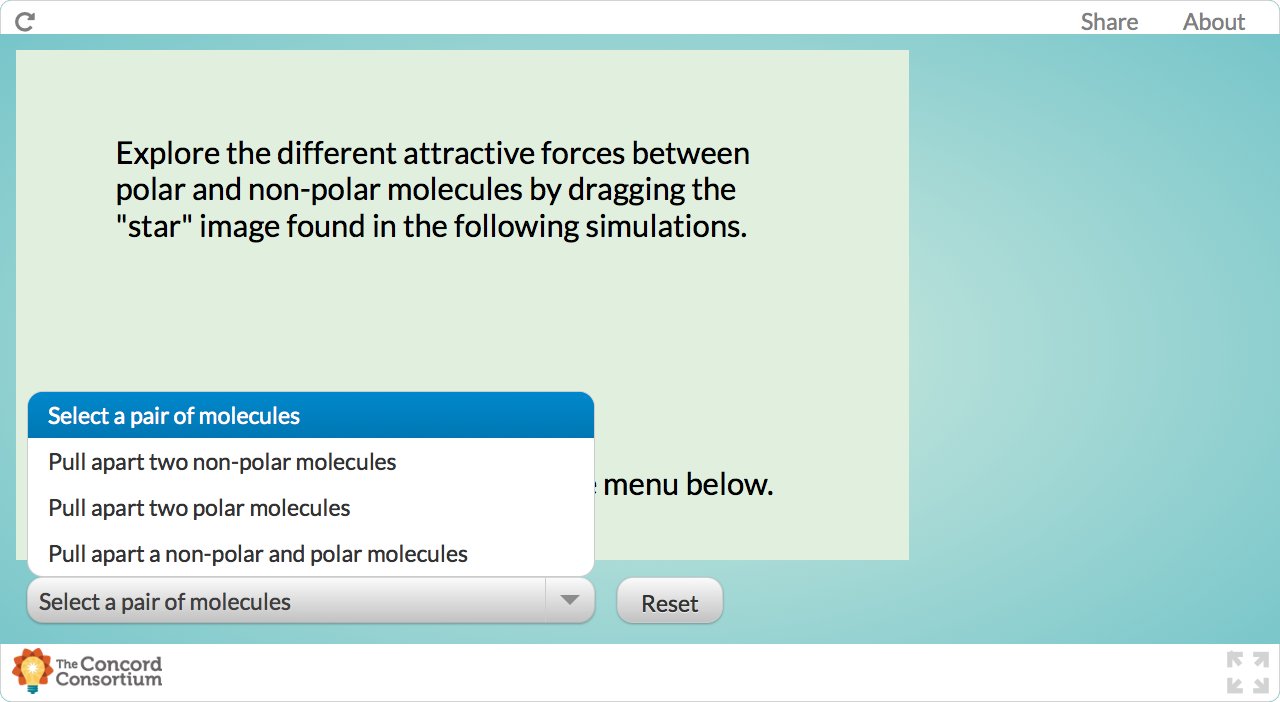 Share About
Explore the different attractive forces between
polar and non-polar molecules by dragging the
"star" image found in the following simulations.
Select a pair of molecules
Pull apart two non-polar molecules
menu below.
Pull apart two polar molecules
Pull apart a non-polar and polar molecules
Select a pair of molecules
Reset
The Concord
Consortium